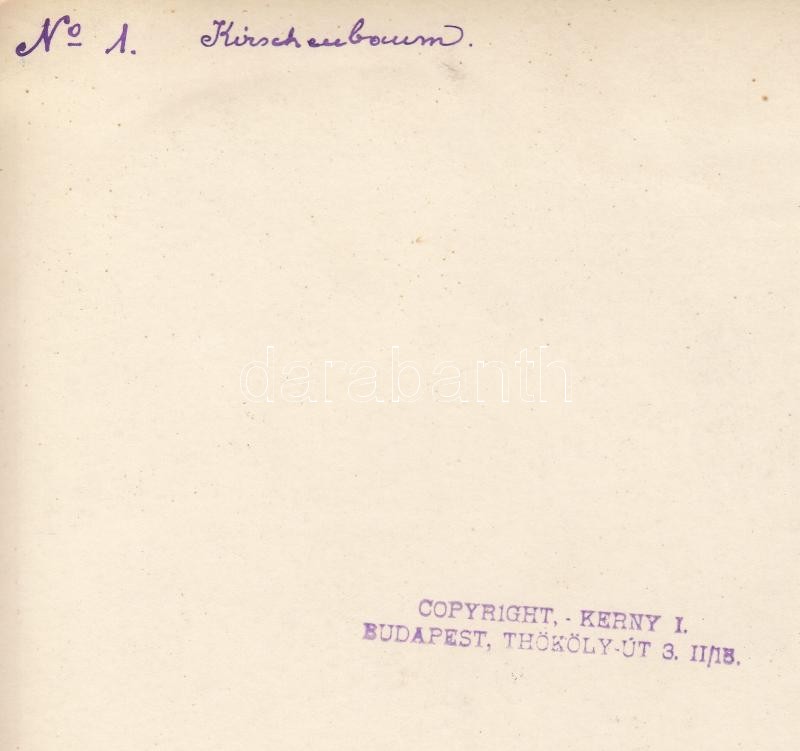 No 1. Kirschenbaum.
darabanth
COPYRIGHT, - KERNY I.
BUDAPEST, THÖKÖLY-ÚT 3. II/15.